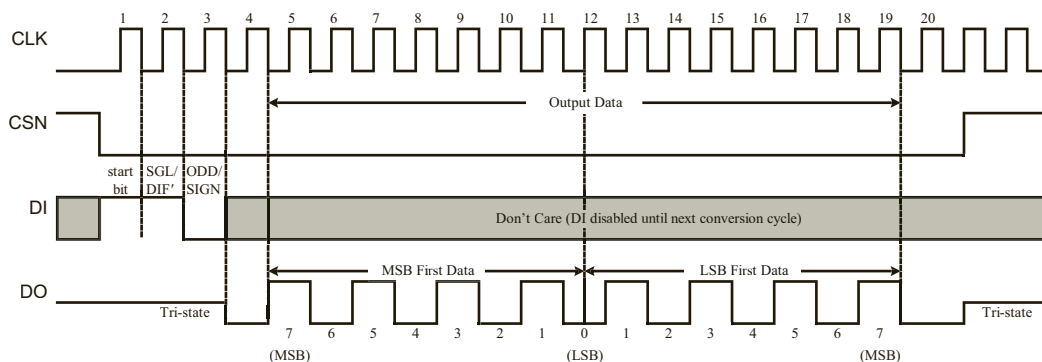 1 2 3 4 5 6 7 8 9 10 11 12 13 14 15 16 17 18 19 20
CLK
Output Data
CSN
start bit
SGL/ DIF′
ODD/ SIGN
DI
Don't Care (DI disabled until next conversion cycle)
MSB First Data
LSB First Data
DO
Tri-state
Tri-state
7 6 5 4 3 2 1 0 1 2 3 4 5 6 7
(MSB) (LSB) (MSB)